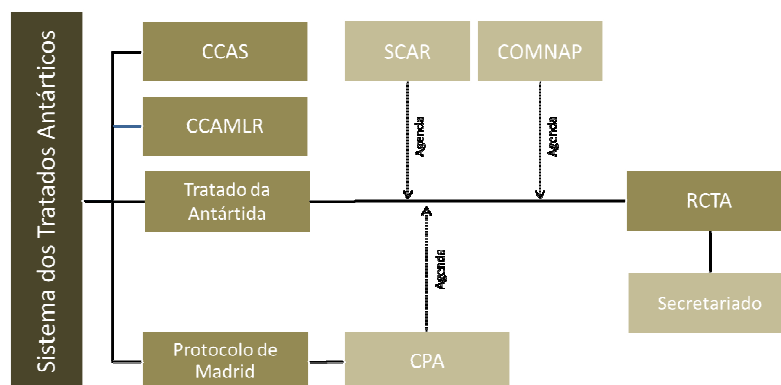 Sistema dos Tratados Antárticos
CCAS
SCAR
COMNAP
CCAMLR
Agenda
Agenda
Tratado da
Antártida
RCTA
Agenda
Secretariado
Protocolo de
Madrid
CPA